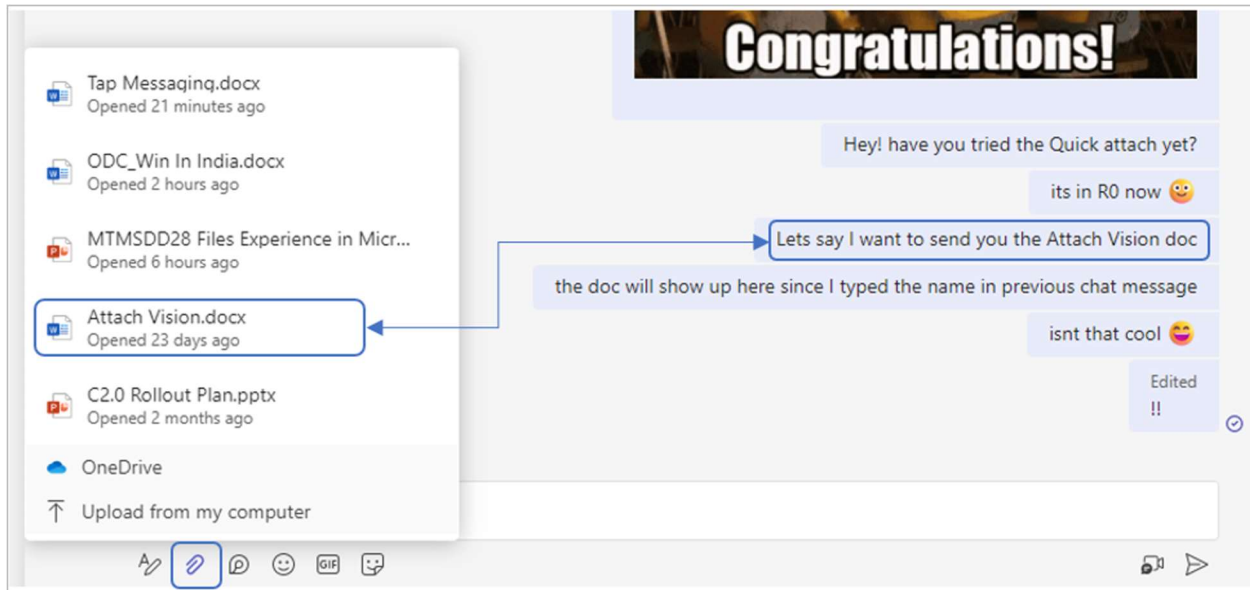 Congratulations!
Tap Messaging.docx
Opened 21 minutes ago
ODC_Win In India.docx
Opened 2 hours ago
MTMSDD28 Files Experience in Micr...
Opened 6 hours ago
Attach Vision.docx
Opened 23 days ago
C2.0 Rollout Plan.pptx
Opened 2 months ago
OneDrive
Upload from my computer
Hey! have you tried the Quick attach yet?
its in R0 now
Lets say I want to send you the Attach Vision doc
the doc will show up here since I typed the name in previous chat message
isnt that cool
Edited
!!
GIF